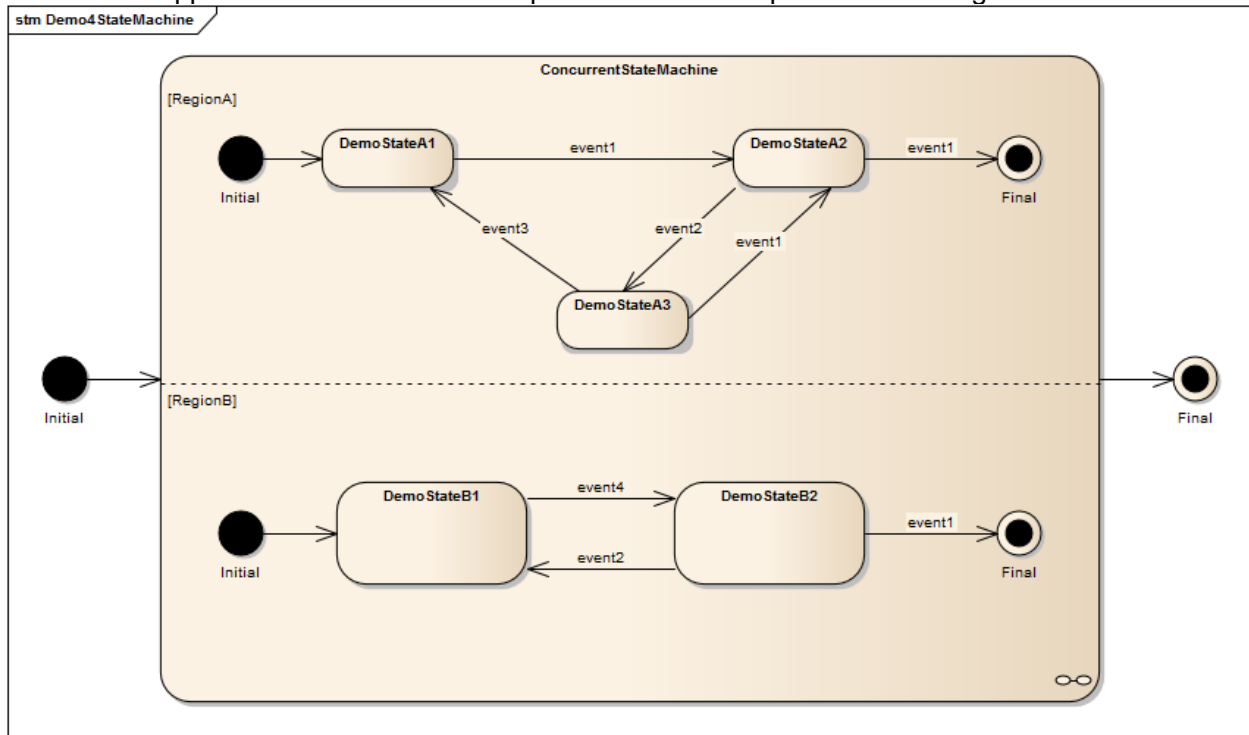 stm Demo4StateMachine
ConcurrentStateMachine
[RegionA]
DemoStateA1
event1
DemoStateA2
event1
Initial
Final
event3
event2
event1
DemoStateA3
Initial
[RegionB]
Final
DemoStateB1
event4
DemoStateB2
event1
event2
Initial
Final